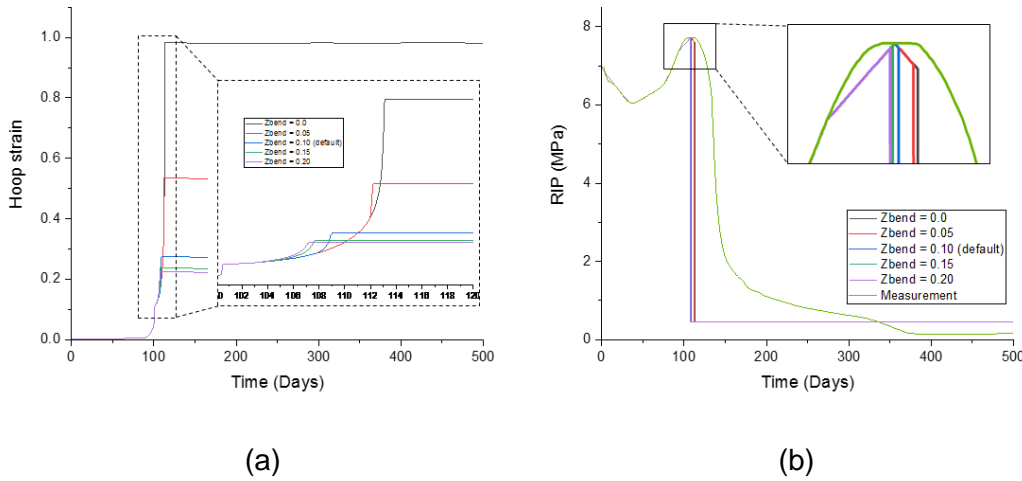 1.0
0.8
0.6
0.4
0.2
0.0
Hoop strain
0 100 200 300 400 500
Time (Days)
Zbend = 0.0
Zbend = 0.05
Zbend = 0.10 (default)
Zbend = 0.15
Zbend = 0.20
0 102 104 106 108 110 112 114 116 118 120
(a)
8
6
4
2
0
RIP (MPa)
0 100 200 300 400 500
Time (Days)
Zbend = 0.0
Zbend = 0.05
Zbend = 0.10 (default)
Zbend = 0.15
Zbend = 0.20
Measurement
(b)